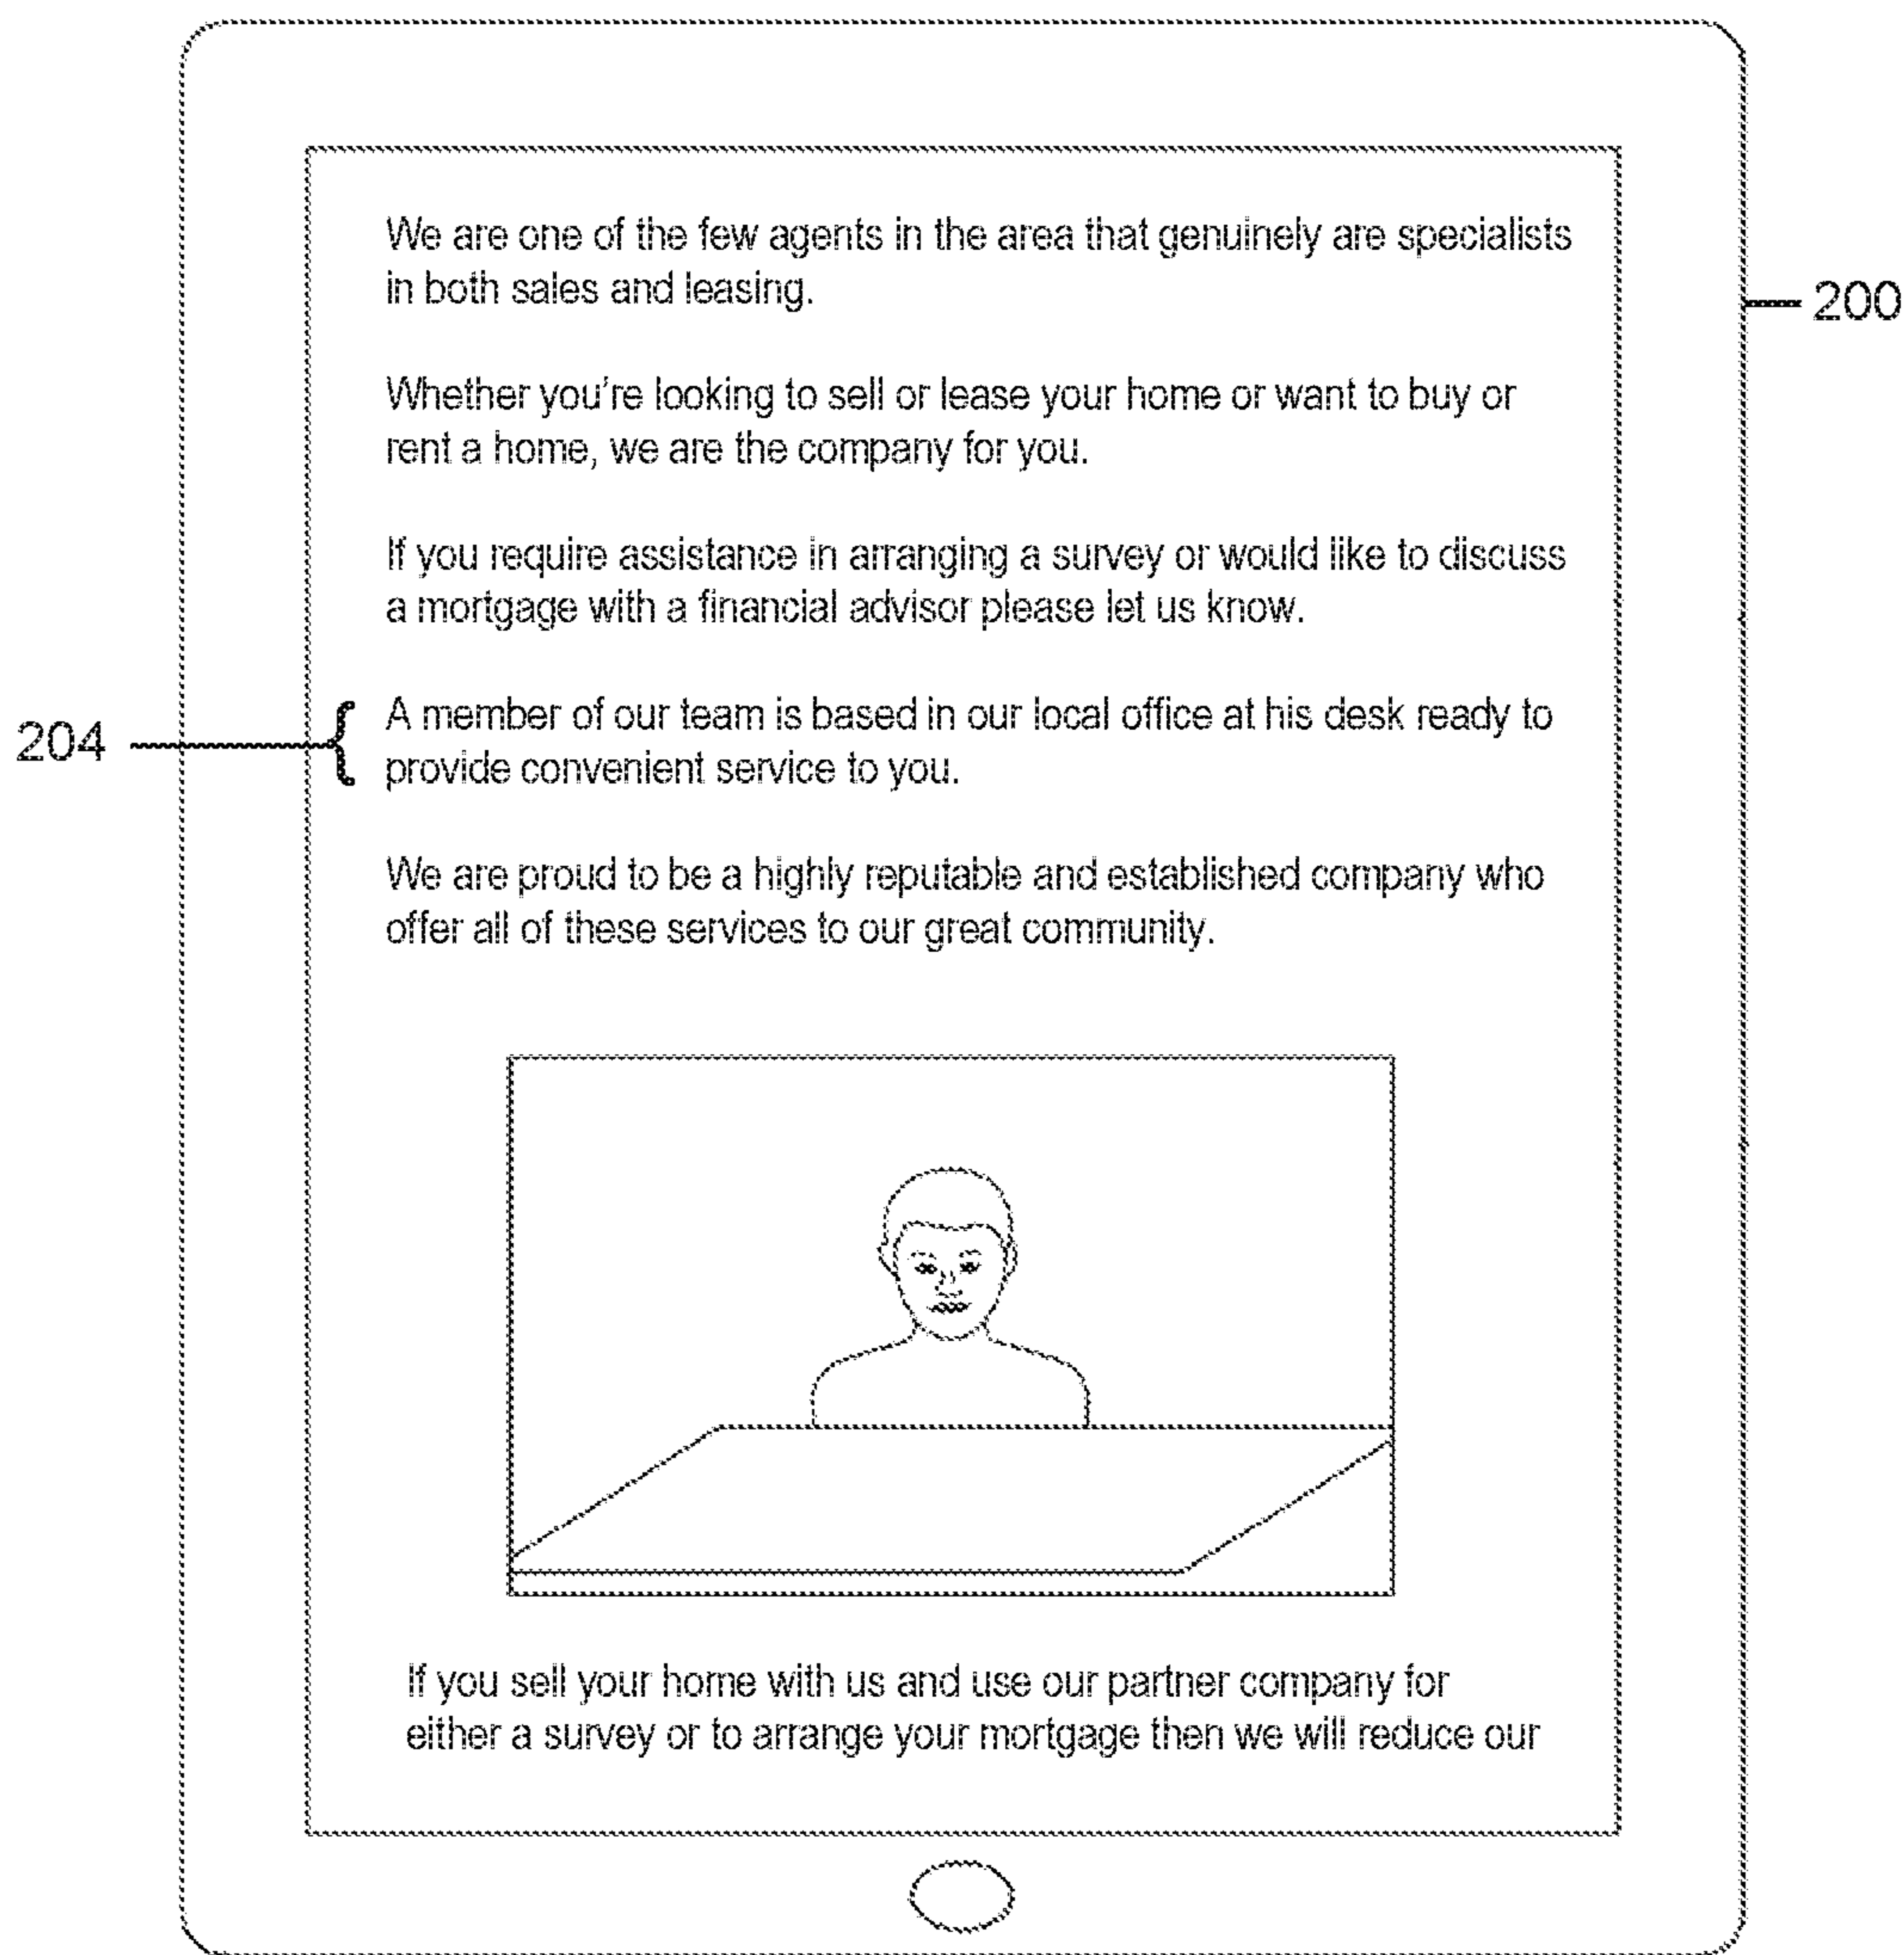 We are one of the few agents in the area that genuinely are specialists
in both sales and leasing.
200
Whether you're looking to sell or lease your home or want to buy or
rent a home, we are the company for you.
If you require assistance in arranging a survey or would like to discuss
a mortgage with a financial advisor please let us know.
204
A member of our team is based in our local office at his desk ready to
provide convenient service to you.
We are proud to be a highly reputable and established company who
offer all of these services to our great community.
If you sell your home with us and use our partner company for
either a survey or to arrange your mortgage then we will reduce our